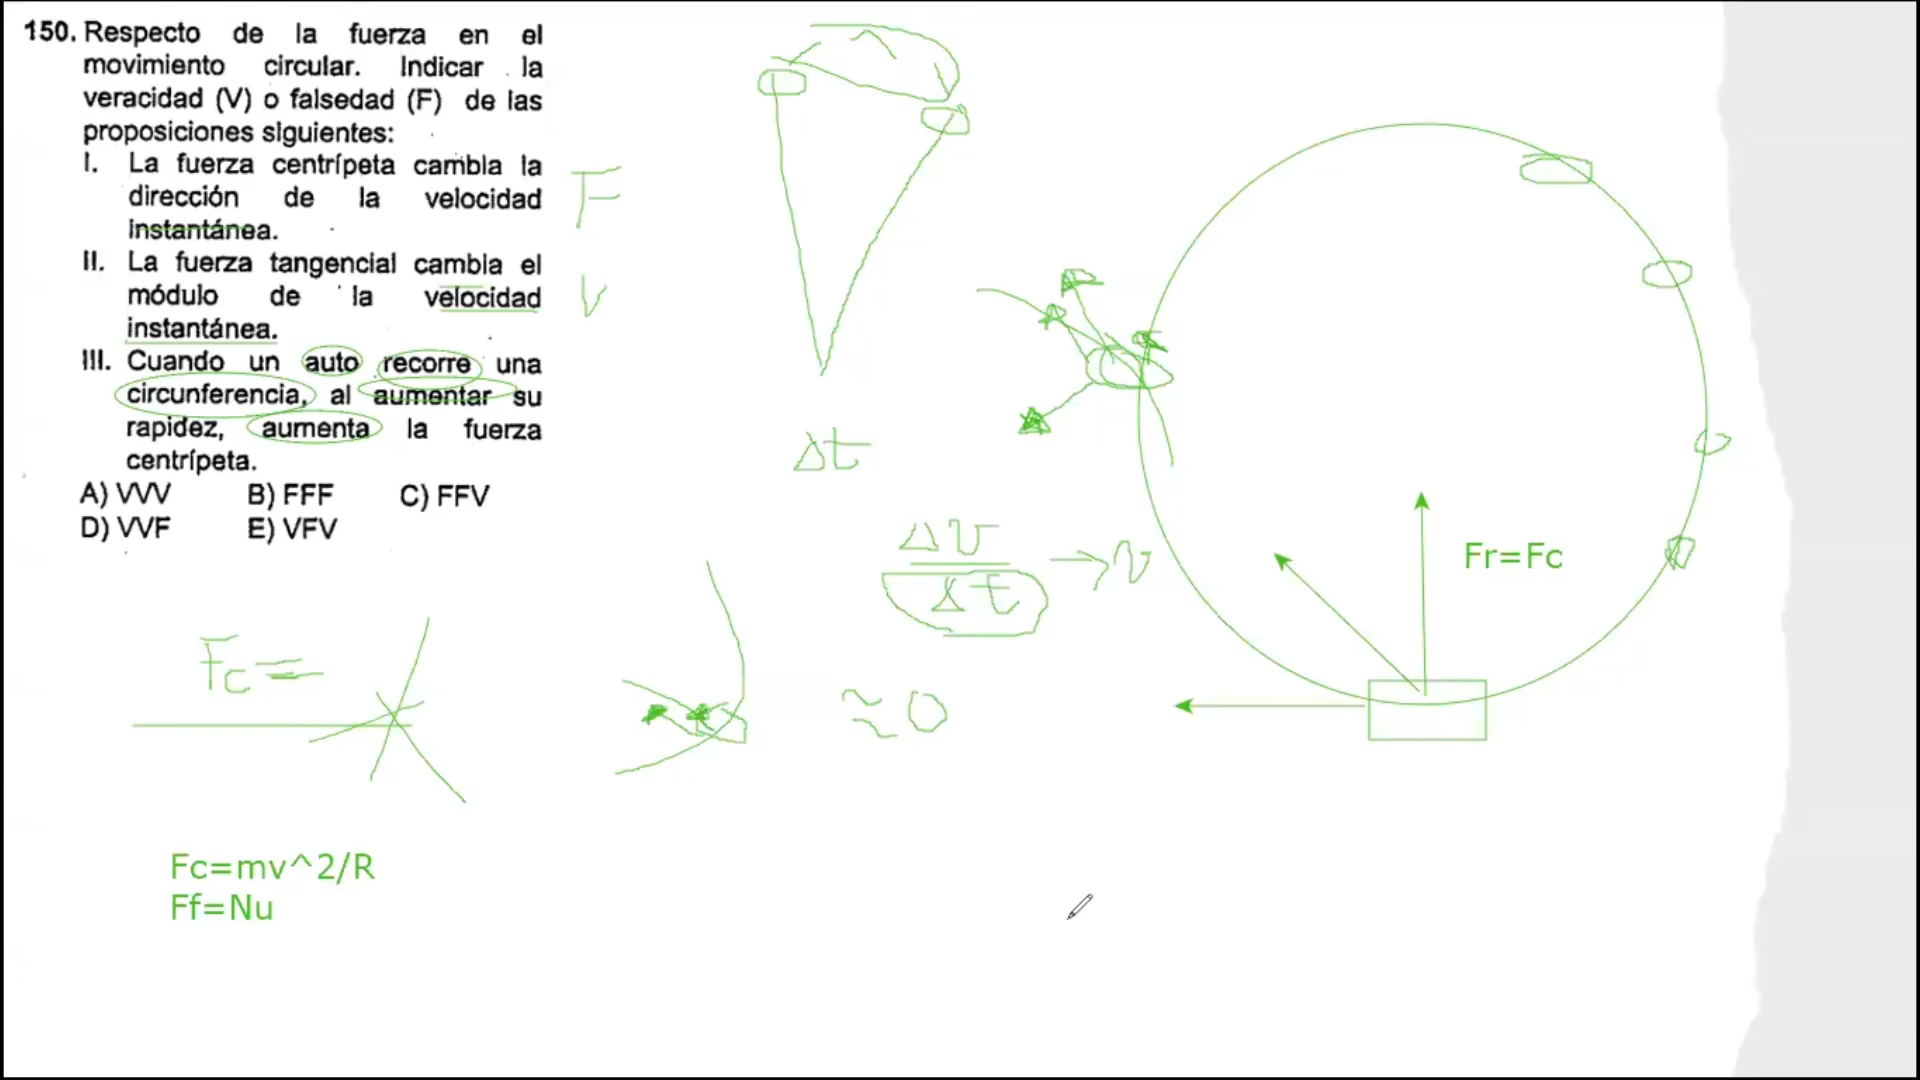 150. Respecto de la fuerza en el
movimiento circular. Indicar la
veracidad (V) o falsedad (F) de las
proposiciones siguientes:
I. La fuerza centrípeta cambia la
dirección de la velocidad
instantánea.
F
II. La fuerza tangencial cambia el
módulo de la velocidad
instantánea.
V
III. Cuando un auto recorre una
circunferencia, al aumentar su
rapidez, aumenta la fuerza
centrípeta.
A) VVV B) FFF C) FFV
D) VVF E) VFV
Δt
Δv
Δt
→ v
≈ 0
Fc =
Fr=Fc
Fc=mv^2/R
Ff=Nu